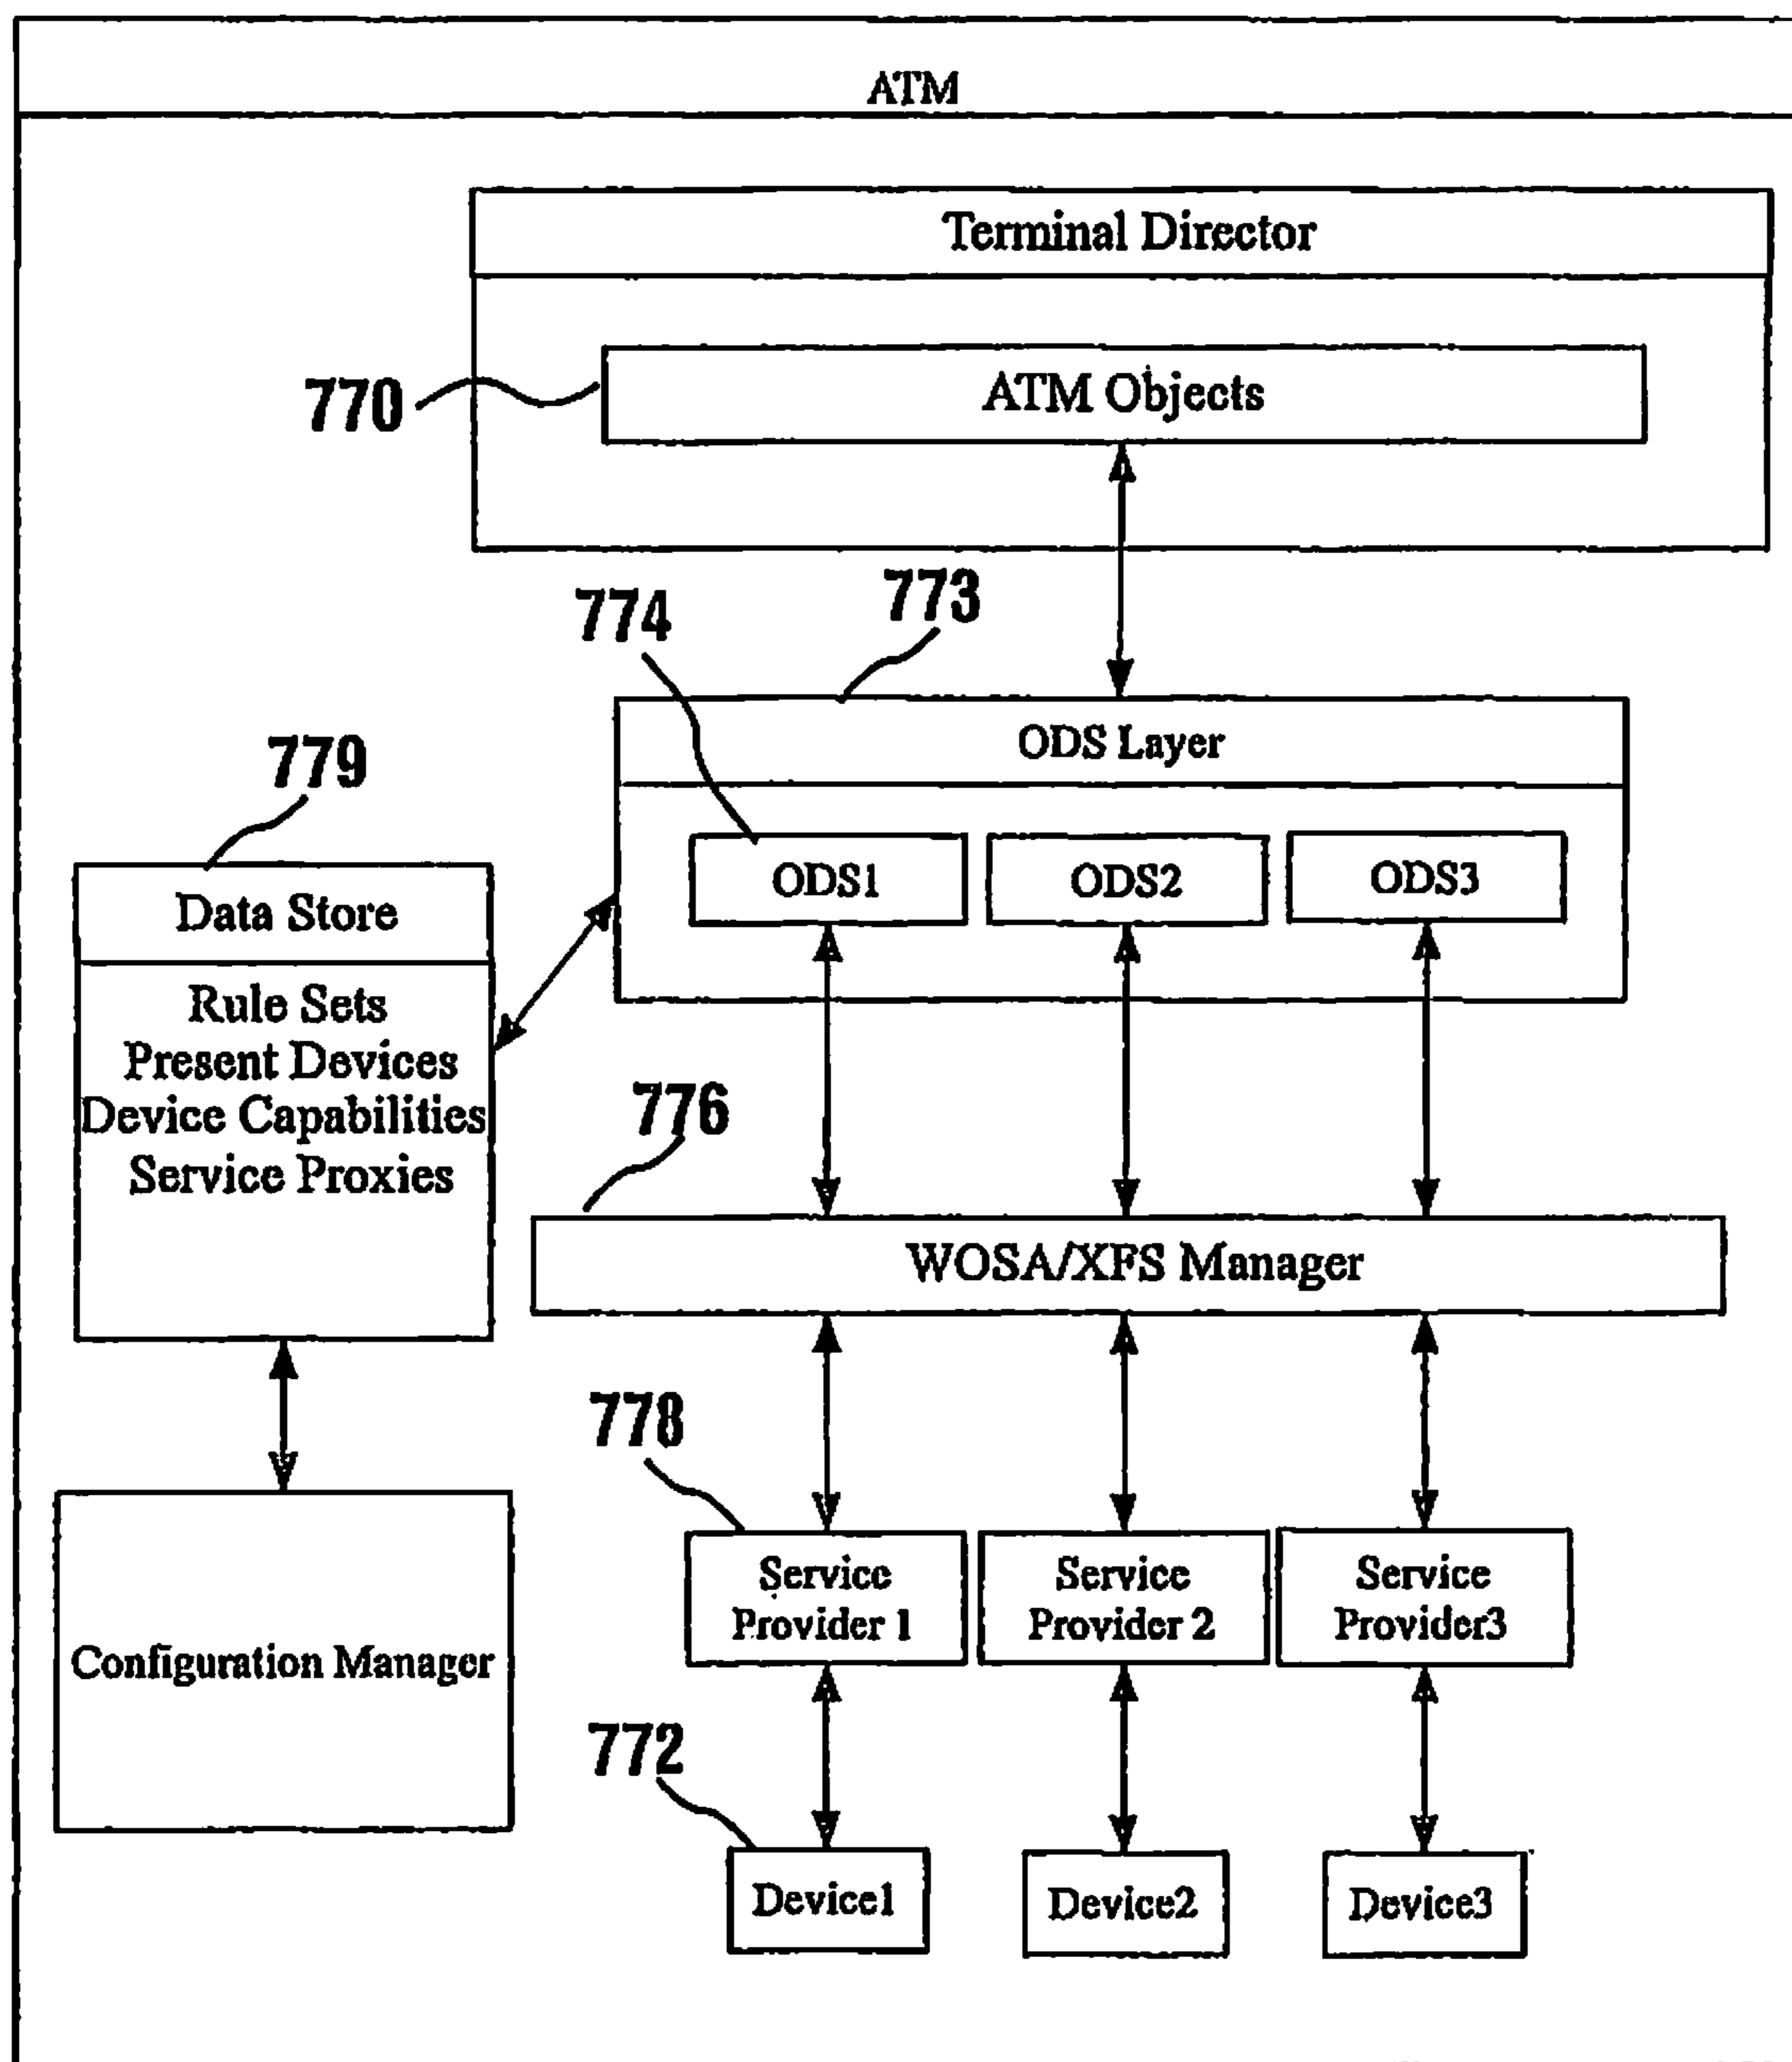 ATM
Terminal Director
770
ATM Objects
773
774
ODS Layer
779
ODS1
ODS2
ODS3
Data Store
Rule Sets
Present Devices
Device Capabilities
Service Proxies
776
WOSA/XFS Manager
778
Service
Provider 1
Service
Provider 2
Service
Provider3
Configuration Manager
772
Device1
Device2
Device3